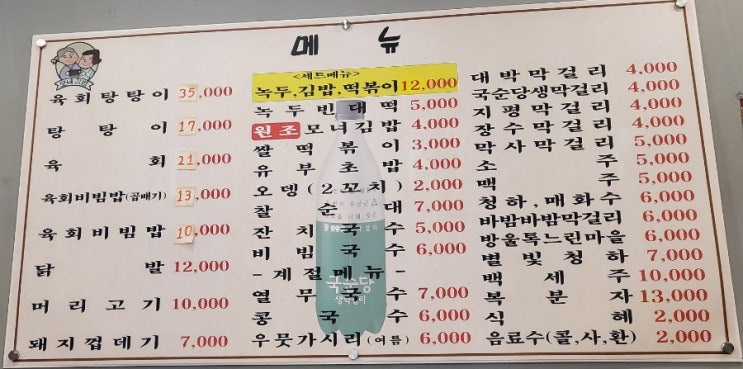 메뉴
모녀김밥
육회탕탕이 35,000
탕탕이 17,000
육회 21,000
육회비빔밥(곱배기) 13,000
육회비빔밥 10,000
닭발 12,000
머리고기 10,000
돼지껍데기 7,000
<세트메뉴>
녹두,김밥,떡볶이 12,000
녹두빈대떡 5,000
원조모녀김밥 4,000
쌀떡볶이 3,000
유부초밥 4,000
오뎅(2꼬치) 2,000
찰순대 7,000
잔치국수 5,000
비빔국수 6,000
-계절메뉴-
열무국수 7,000
콩국수 6,000
우뭇가시리(여름) 6,000
국순당
생막걸리
대박막걸리 4,000
국순당생막걸리 4,000
지평막걸리 4,000
장수막걸리 4,000
막사막걸리 5,000
소주 5,000
맥주 5,000
청하,매화수 6,000
바밤바밤막걸리 6,000
방울톡느린마을 6,000
별빛청하 7,000
백세주 10,000
복분자 13,000
식혜 2,000
음료수(콜,사,환) 2,000